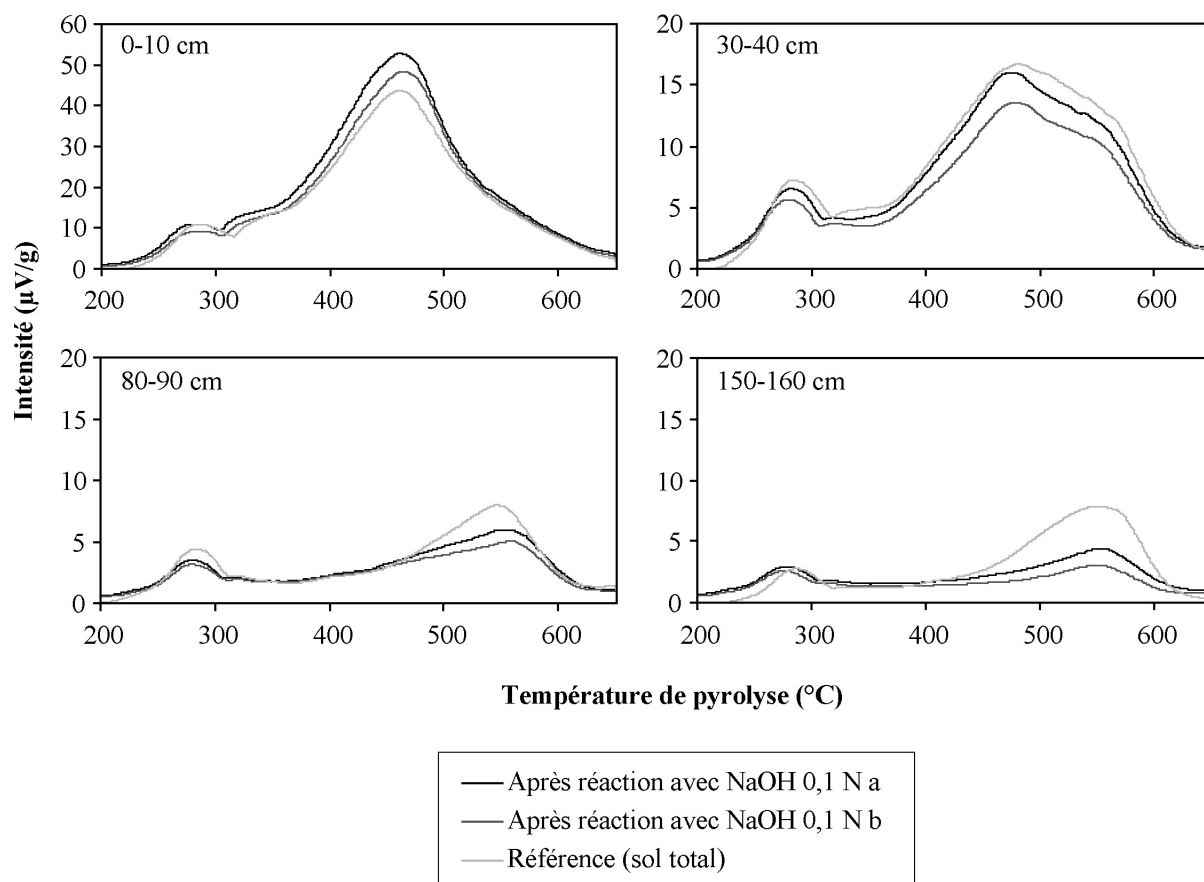 0-10 cm
60
50
40
30
20
10
0
200 300 400 500 600
30-40 cm
20
15
10
5
0
200 300 400 500 600
80-90 cm
20
15
10
5
0
200 300 400 500 600
150-160 cm
20
15
10
5
0
200 300 400 500 600
Intensité (µV/g)
Température de pyrolyse (°C)
Après réaction avec NaOH 0,1 N a
Après réaction avec NaOH 0,1 N b
Référence (sol total)